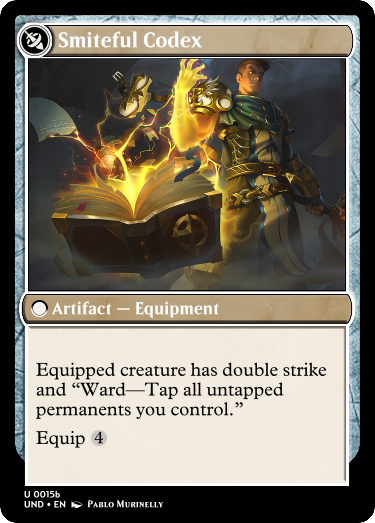 Smiteful Codex
Artifact — Equipment
Equipped creature has double strike
and “Ward—Tap all untapped
permanents you control.”
Equip 4
U 0015b
UND • EN Pablo Murinelly